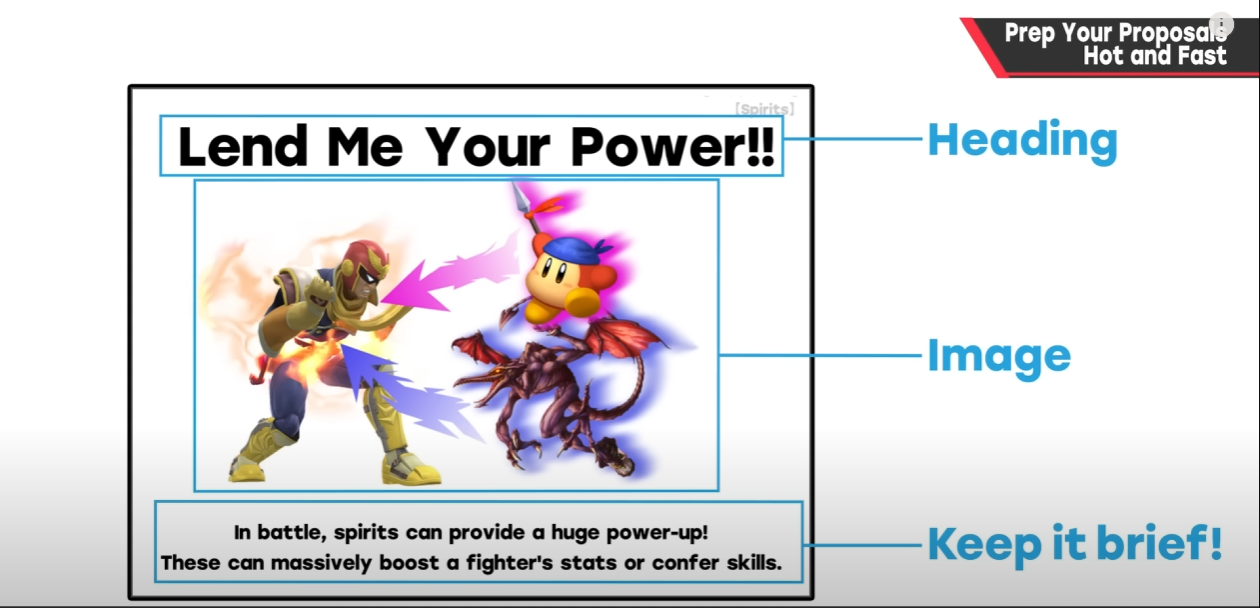 Prep Your Proposals
Hot and Fast
[Spirits]
Lend Me Your Power!!
Heading
Image
In battle, spirits can provide a huge power-up!
These can massively boost a fighter's stats or confer skills.
Keep it brief!